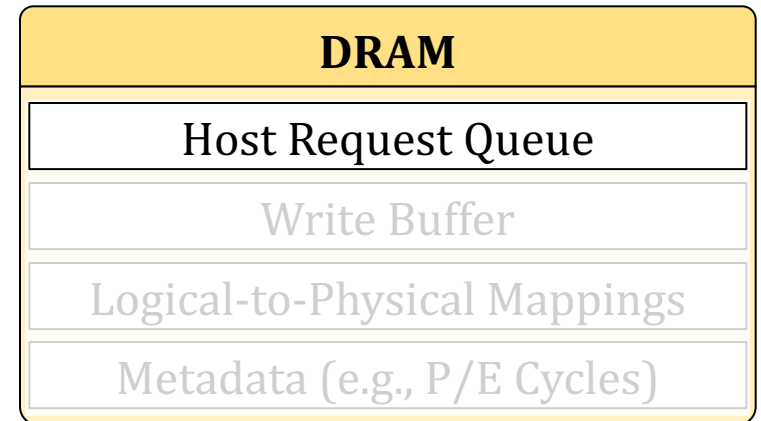 DRAM
Host Request Queue
Write Buffer
Logical-to-Physical Mappings
Metadata (e.g., P/E Cycles)